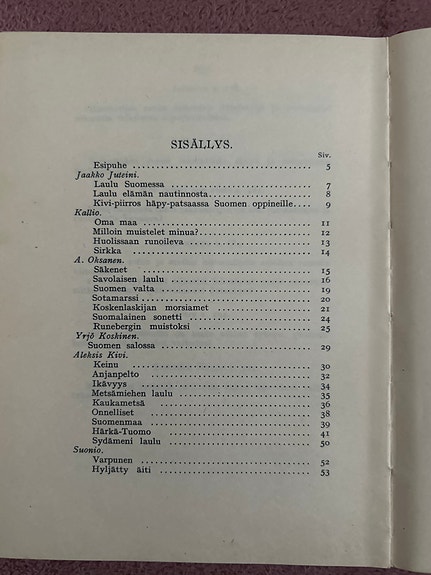 SISÄLLYS.
Siv.
Esipuhe 5
Jaakko Juteini.
Laulu Suomessa 7
Laulu elämän nautinnosta 8
Kivi-piirros häpy-patsaassa Suomen oppineille 9
Kallio.
Oma maa 11
Milloin muistelet minua? 12
Huolissaan runoileva 13
Sirkka 14
A. Oksanen.
Säkenet 15
Savolaisen laulu 16
Suomen valta 19
Sotamarssi 20
Koskenlaskijan morsiamet 21
Suomalainen sonetti 24
Runebergin muistoksi 25
Yrjö Koskinen.
Suomen salossa 29
Aleksis Kivi.
Keinu 30
Anjanpelto 32
Ikävyys 34
Metsämiehen laulu 35
Kaukametsä 36
Onnelliset 38
Suomenmaa 39
Härkä-Tuomo 41
Sydämeni laulu 50
Suonio.
Varpunen 52
Hyljätty äiti 53